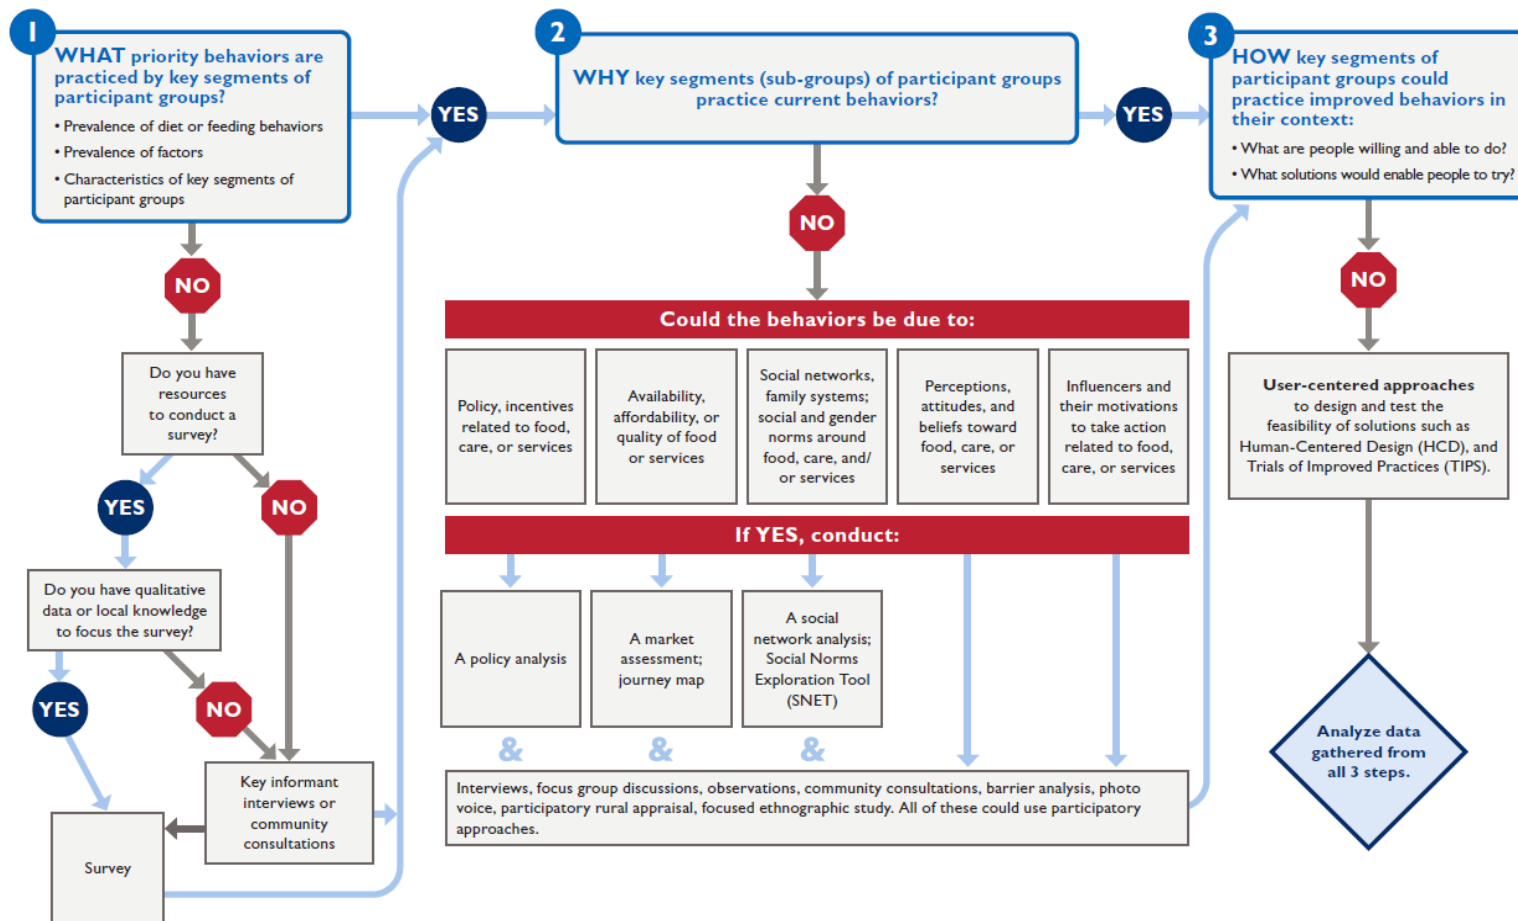 1
WHAT priority behaviors are
practiced by key segments of
participant groups?
• Prevalence of diet or feeding behaviors
• Prevalence of factors
• Characteristics of key segments of
participant groups
NO
Do you have
resources
to conduct a
survey?
YES
NO
Do you have qualitative
data or local knowledge
to focus the survey?
YES
NO
Key informant
interviews or
community
consultations
Survey
YES
2
WHY key segments (sub-groups) of participant groups
practice current behaviors?
NO
Could the behaviors be due to:
Policy, incentives
related to food,
care, or services
Availability,
affordability, or
quality of food
or services
Social networks,
family systems;
social and gender
norms around
food, care, and/
or services
Perceptions,
attitudes, and
beliefs toward
food, care, or
services
Influencers and
their motivations
to take action
related to food,
care, or services
If YES, conduct:
A policy analysis
A market
assessment;
journey map
A social
network analysis;
Social Norms
Exploration Tool
(SNET)
&
&
&
Interviews, focus group discussions, observations, community consultations, barrier analysis, photo
voice, participatory rural appraisal, focused ethnographic study. All of these could use participatory
approaches.
YES
3
HOW key segments of
participant groups could
practice improved behaviors in
their context:
• What are people willing and able to do?
• What solutions would enable people to try?
NO
User-centered approaches
to design and test the
feasibility of solutions such as
Human-Centered Design (HCD), and
Trials of Improved Practices (TIPS).
Analyze data
gathered from
all 3 steps.